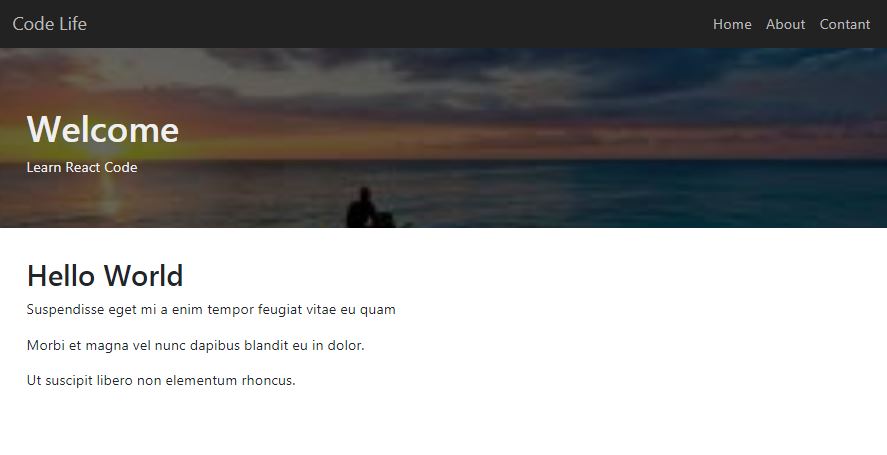 Code Life
Home About Contant
Welcome
Learn React Code
Hello World
Suspendisse eget mi a enim tempor feugiat vitae eu quam
Morbi et magna vel nunc dapibus blandit eu in dolor.
Ut suscipit libero non elementum rhoncus.